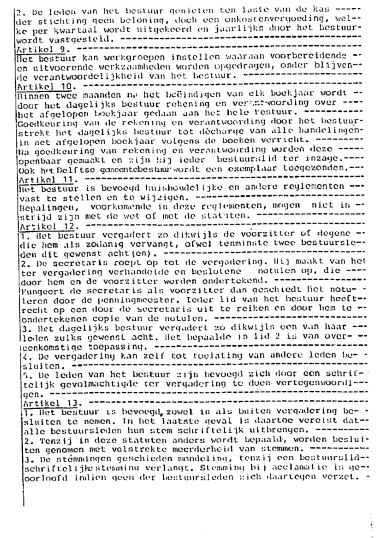 2. De leden van het bestuur genieten ten laste van de kas ---
der stichting geen beloning, doch een onkostenvergoeding, wel-
ke per kwartaal wordt uitgekeerd en jaarlijks door het bestuur
wordt vastgesteld. ---
Artikel 9. ---
Het bestuur kan werkgroepen instellen waaraan voorbereidende --
en uitvoerende werkzaamheden worden opgedragen, onder blijven-
de verantwoordelijkheid van het bestuur. ---
Artikel 10. ---
Binnen twee maanden na het beëindigen van elk boekjaar wordt --
door het dagelijks bestuur rekening en verantwoording over ---
het afgelopen boekjaar gedaan aan het hele bestuur. ---
Goedkeuring van de rekening en verantwoording door het bestuur-
strekt het dagelijks bestuur tot décharge van alle handelingen-
in het afgelopen boekjaar volgens de boeken verricht. ---
Na goedkeuring van rekening en verantwoording warden deze ----
openbaar gemaakt en zijn bij ieder bestuurslid ter inzage.----
Ook het Delftse gemeentebestuur wordt een exemplaar toegezonden.--
Artikel 11. ---
Het bestuur is bevoegd huishoudelijke en andere reglementen ---
vast te stellen en te wijzigen. ---
Bepalingen, voorkomende in deze reglementen, mogen niet in --
strijd zijn met de wet of met de statuten. ---
Artikel 12. ---
1. Het bestuur vergadert zo dikwijls de voorzitter of degene --
die hem als zodanig vervangt, ofwel tenminste twee bestuursle--
den dit gewenst acht(en). ---
2. De secretaris roept op tot de vergadering. Hij maakt van het
ter vergadering verhandelde en beslotene notulen op, die ----
door hem en de voorzitter worden ondertekend. ---
Fungeert de secretaris als voorzitter dan geschiedt het notu--
leren door de penningmeester. Ieder lid van het bestuur heeft--
recht op een door de secretaris uit te reiken en door hem te --
ondertekenen copie van de notulen. ---
3. Het dagelijks bestuur vergadert zo dikwijls een van haar ---
leden zulks gewenst acht. Het bepaalde in lid 2 is van over---
eenkomstige toepassing. ---
4. De vergadering kan zelf tot toelating van andere leden be--
sluiten. ---
5. De leden van het bestuur zijn bevoegd zich door een schrif--
telijk gevolmachtigde ter vergadering te doen vertegenwoordi--
gen. ---
Artikel 13. ---
1. Het bestuur is bevoegd, zowel in als buiten vergadering be--
sluiten te nemen. In het laatste geval is daartoe vereist dat--
alle bestuursleden hun stem schriftelijk uitbrengen. ---
2. Tenzij in deze statuten anders wordt bepaald, worden beslui-
ten genomen met volstrekte meerderheid van stemmen. ---
3. De stemmingen geschieden mondeling, tenzij een bestuurslid--
schriftelijke stemming verlangt. Stemming bij acclamatie is ge--
oorloofd indien geen der bestuursleden zich daartegen verzet. -